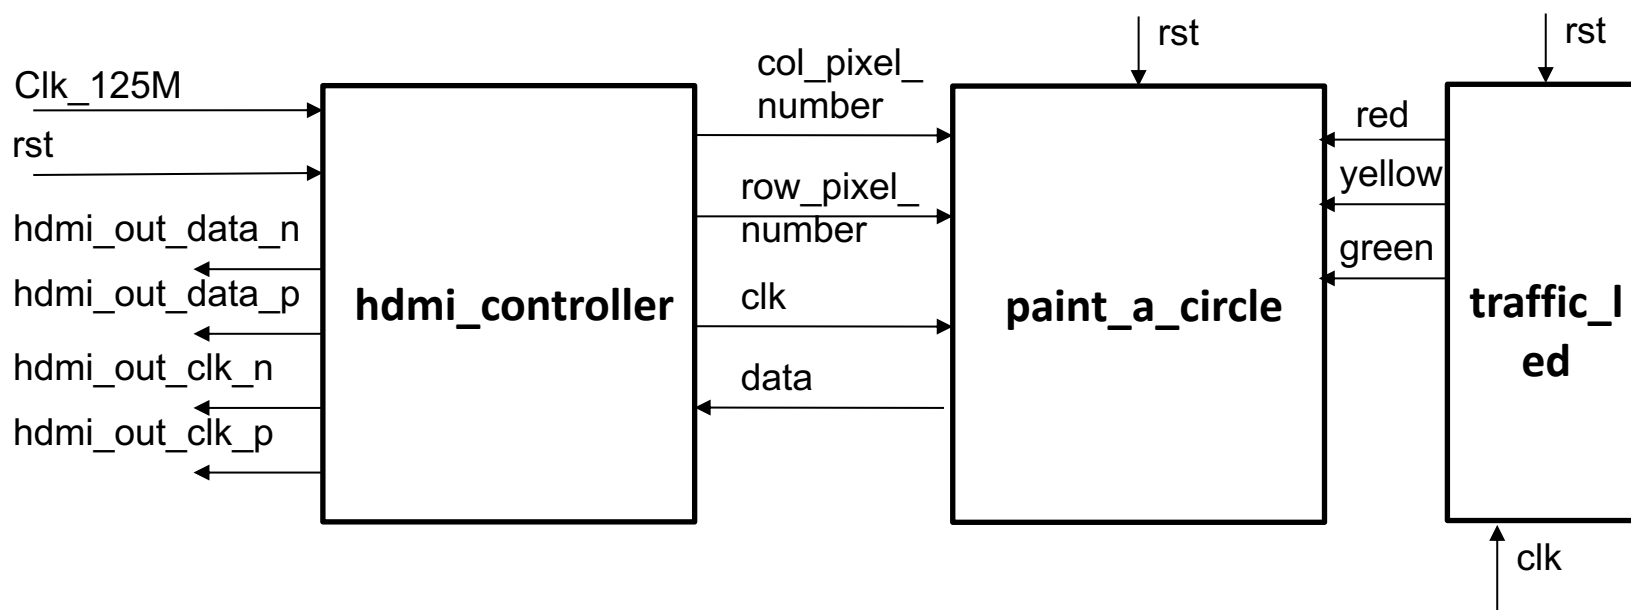 Clk_125M
rst
hdmi_out_data_n
hdmi_out_data_p
hdmi_out_clk_n
hdmi_out_clk_p
hdmi_controller
col_pixel_
number
row_pixel_
number
clk
data
rst
paint_a_circle
red
yellow
green
rst
traffic_l
ed
clk